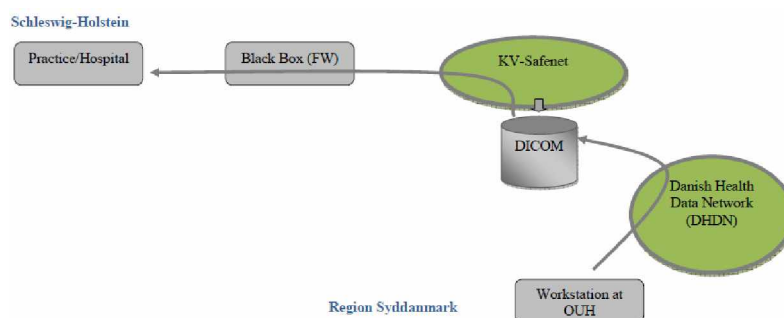 Schleswig-Holstein
Practice/Hospital
Black Box (FW)
KV-Safenet
DICOM
Danish Health
Data Network
(DHDN)
Workstation at
OUH
Region Syddanmark